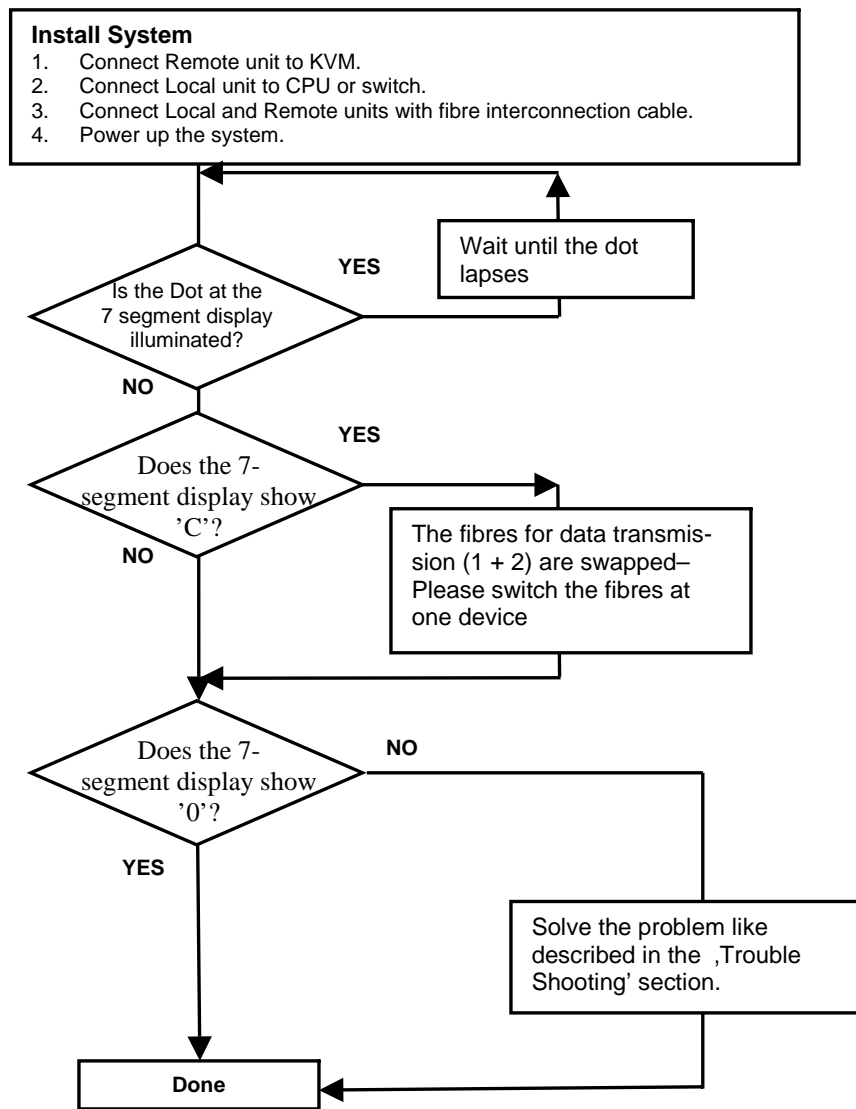 Install System
1. Connect Remote unit to KVM.
2. Connect Local unit to CPU or switch.
3. Connect Local and Remote units with fibre interconnection cable.
4. Power up the system.
Wait until the dot
lapses
YES
Is the Dot at the
7 segment display
illuminated?
NO
YES
Does the 7-
segment display show
’C’?
NO
The fibres for data transmis-
sion (1 + 2) are swapped–
Please switch the fibres at
one device
Does the 7-
segment display show
’0’?
NO
YES
Solve the problem like
described in the ‚Trouble
Shooting’ section.
Done